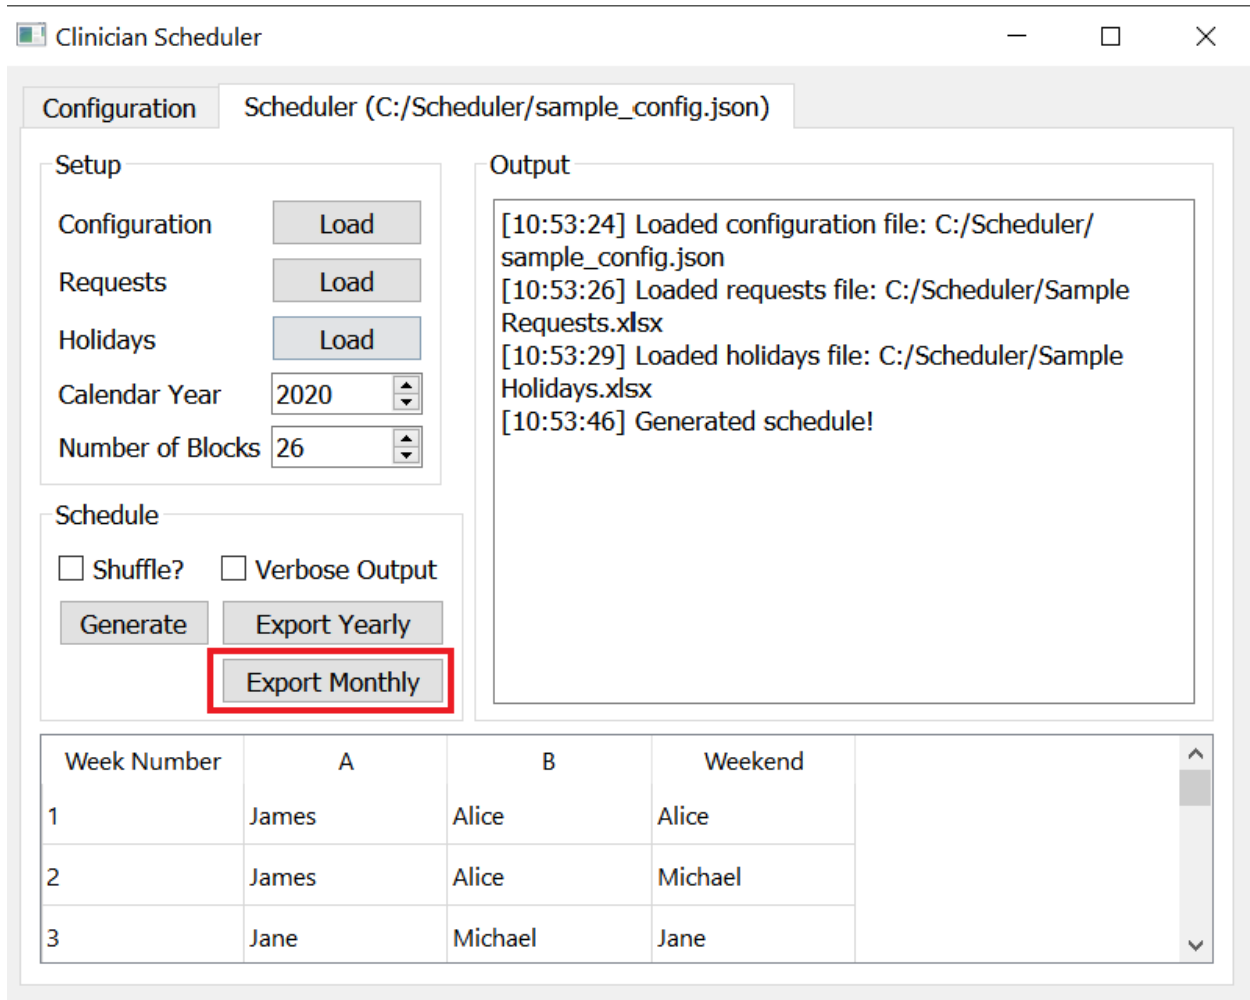 Clinician Scheduler
Configuration
Scheduler (C:/Scheduler/sample_config.json)
Setup
Configuration
Load
Requests
Load
Holidays
Load
Calendar Year
2020
Number of Blocks
26
Output
[10:53:24] Loaded configuration file: C:/Scheduler/
sample_config.json
[10:53:26] Loaded requests file: C:/Scheduler/Sample
Requests.xlsx
[10:53:29] Loaded holidays file: C:/Scheduler/Sample
Holidays.xlsx
[10:53:46] Generated schedule!
Schedule
Shuffle?
Verbose Output
Generate
Export Yearly
Export Monthly
Week Number A B Weekend
1 James Alice Alice
2 James Alice Michael
3 Jane Michael Jane